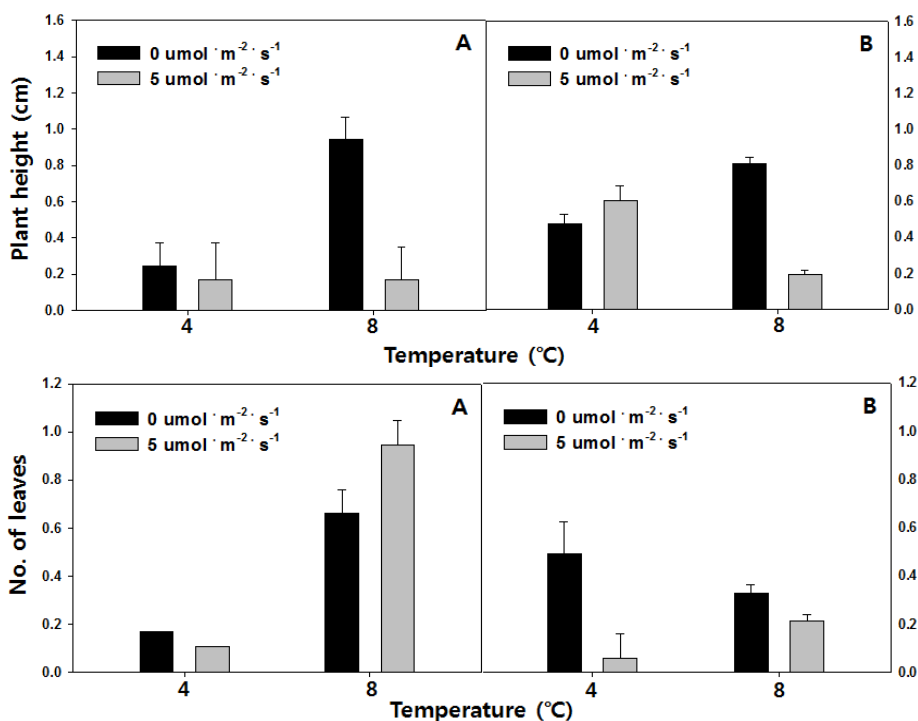 1.6 1.6
1.4 A B 1.4
0 umol·m-2·s-1 0 umol·m-2·s-1
5 umol·m-2·s-1 5 umol·m-2·s-1
1.2 1.2
1.0 1.0
0.8 0.8
0.6 0.6
0.4 0.4
0.2 0.2
0.0 0.0
Plant height (cm)
4 8 4 8
Temperature (℃)
1.2 1.2
A B
0 umol·m-2·s-1 0 umol·m-2·s-1
5 umol·m-2·s-1 5 umol·m-2·s-1
1.0 1.0
0.8 0.8
0.6 0.6
0.4 0.4
0.2 0.2
0.0 0.0
No. of leaves
4 8 4 8
Temperature (℃)